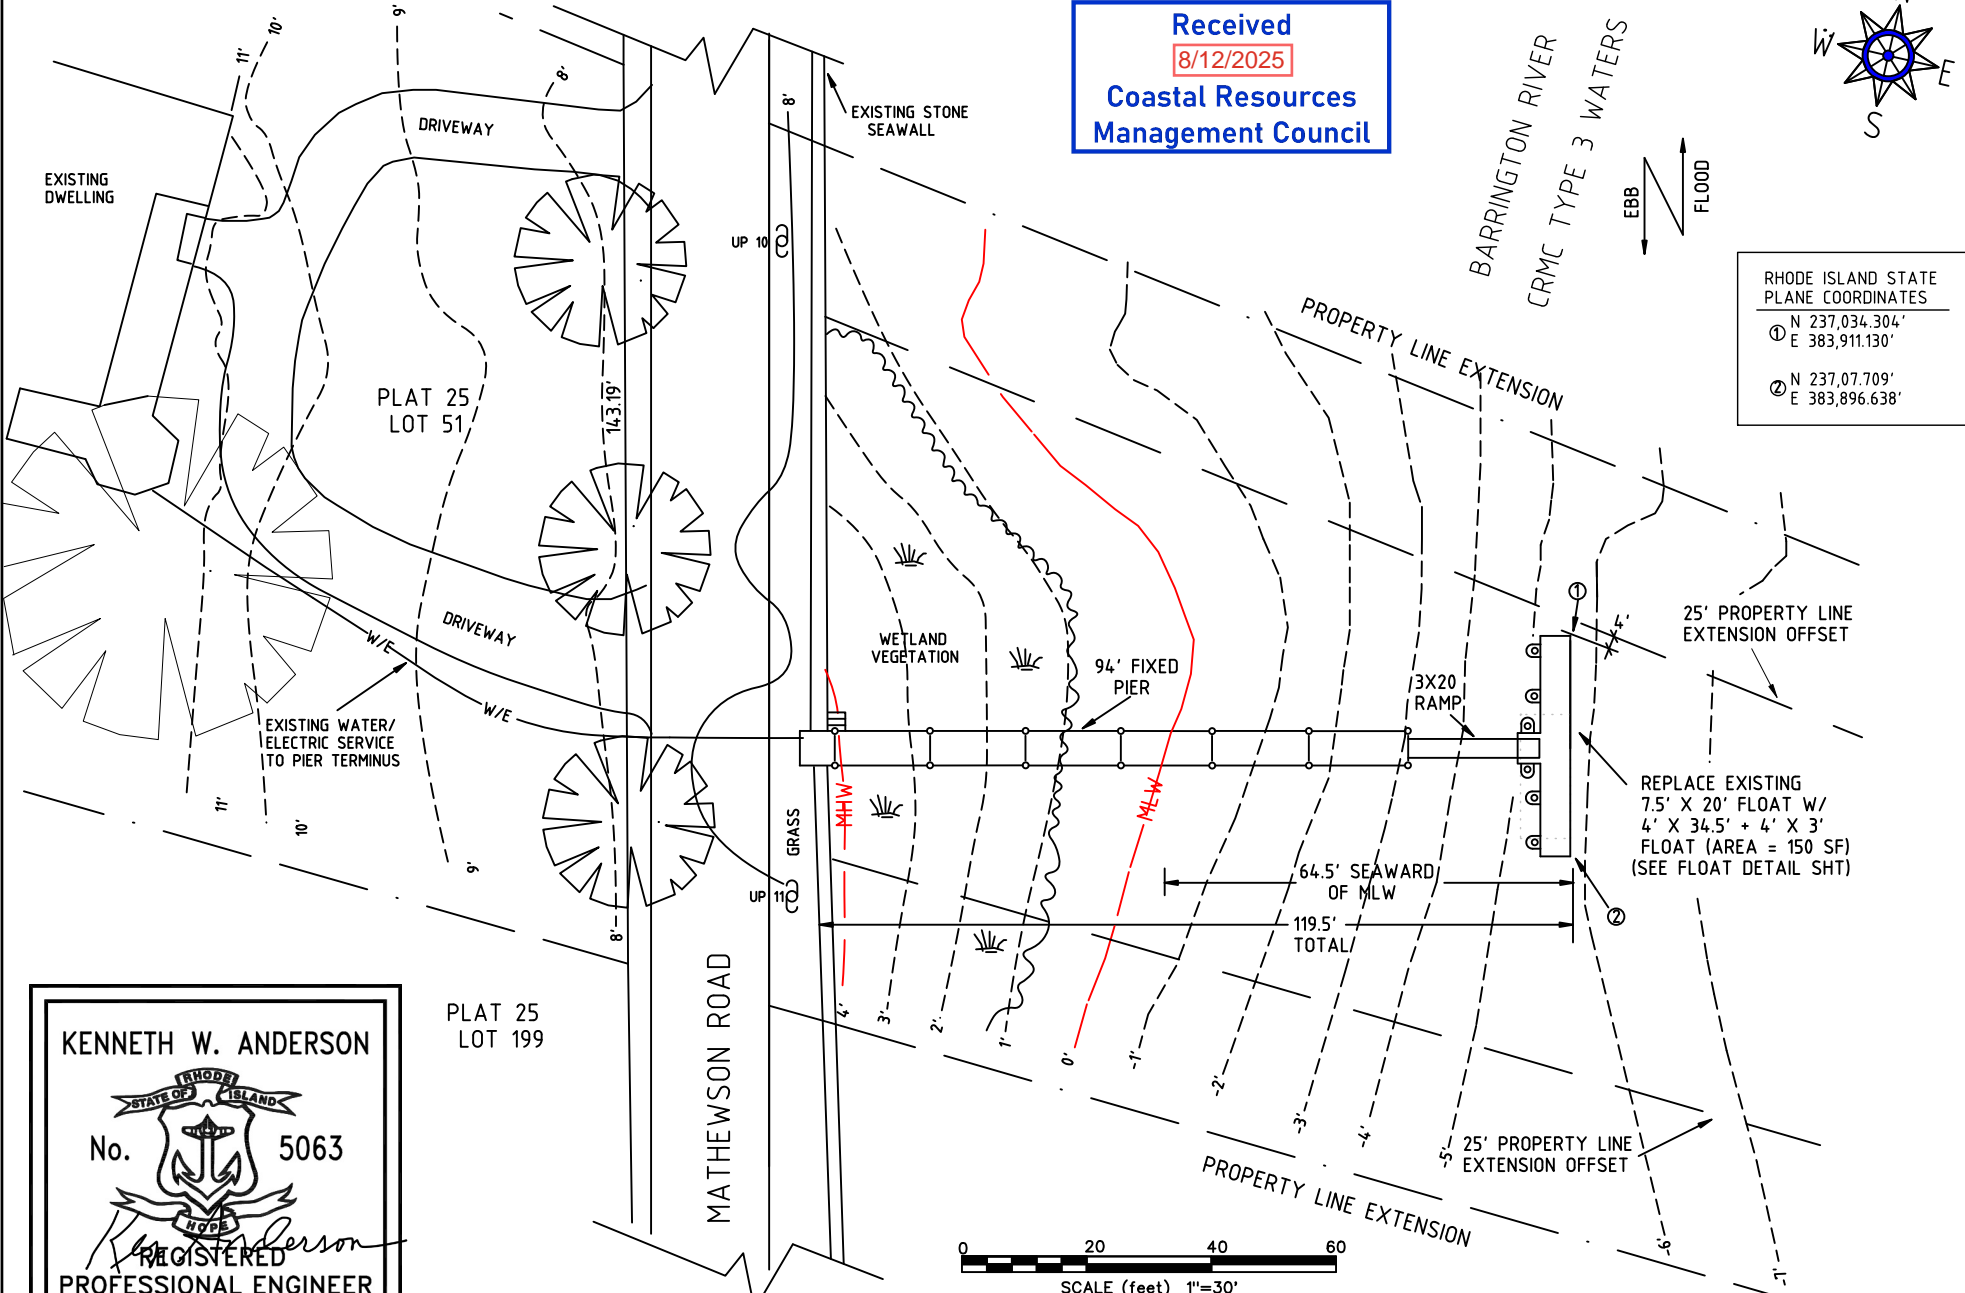 Received
8/12/2025
Coastal Resources
Management Council
W
E
S
BARRINGTON RIVER
CRMC TYPE 3 WATERS
EBB
FLOOD
RHODE ISLAND STATE
PLANE COORDINATES
1 N 237,034.304'
E 383,911.130'
2 N 237,07.709'
E 383,896.638'
11'
10'
9'
8'
8'
EXISTING STONE
SEAWALL
DRIVEWAY
EXISTING
DWELLING
UP 10
PROPERTY LINE EXTENSION
PLAT 25
LOT 51
143.19'
DRIVEWAY
W/E
W/E
EXISTING WATER/
ELECTRIC SERVICE
TO PIER TERMINUS
WETLAND
VEGETATION
94' FIXED
PIER
3X20
RAMP
1
4'
25' PROPERTY LINE
EXTENSION OFFSET
REPLACE EXISTING
7.5' X 20' FLOAT W/
4' X 34.5' + 4' X 3'
FLOAT (AREA = 150 SF)
(SEE FLOAT DETAIL SHT)
MHW
MLW
GRASS
UP 11
64.5' SEAWARD
OF MLW
119.5'
TOTAL
2
11'
10'
9'
8'
4'
3'
2'
1'
0'
-1'
-2'
-3'
-4'
-5'
-6'
-7'
PLAT 25
LOT 199
MATHEWSON ROAD
25' PROPERTY LINE
EXTENSION OFFSET
PROPERTY LINE EXTENSION
KENNETH W. ANDERSON
RHODE
STATE OF
ISLAND
No. 5063
HOPE
Ken Anderson
REGISTERED
PROFESSIONAL ENGINEER
0 20 40 60
SCALE (feet) 1"=30'